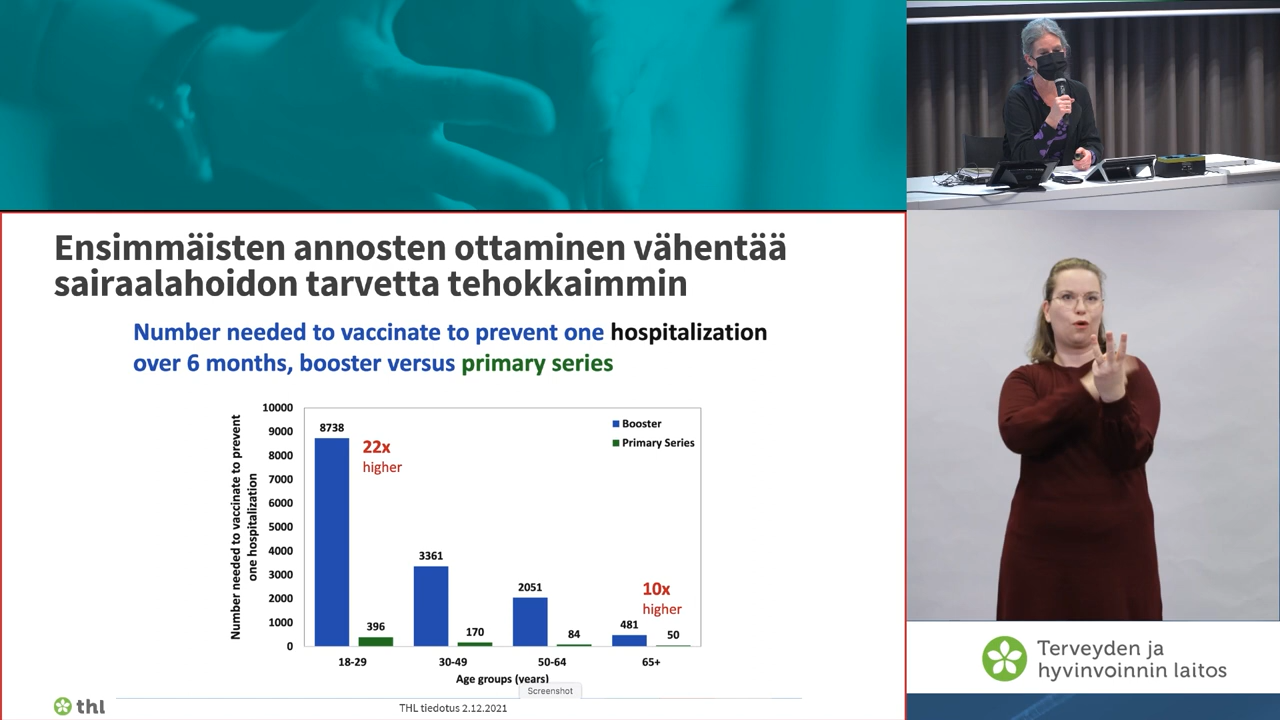 Ensimmäisten annosten ottaminen vähentää
sairaalahoidon tarvetta tehokkaimmin
Number needed to vaccinate to prevent one hospitalization
over 6 months, booster versus primary series
Number needed to vaccinate to prevent
one hospitalization
10000
9000
8000
7000
6000
5000
4000
3000
2000
1000
0
Booster
Primary Series
8738
22x
higher
396
3361
170
2051
84
10x
higher
481
50
18-29
30-49
50-64
65+
Age groups (years)
Screenshot
thl
THL tiedotus 2.12.2021
Terveyden ja
hyvinvoinnin laitos